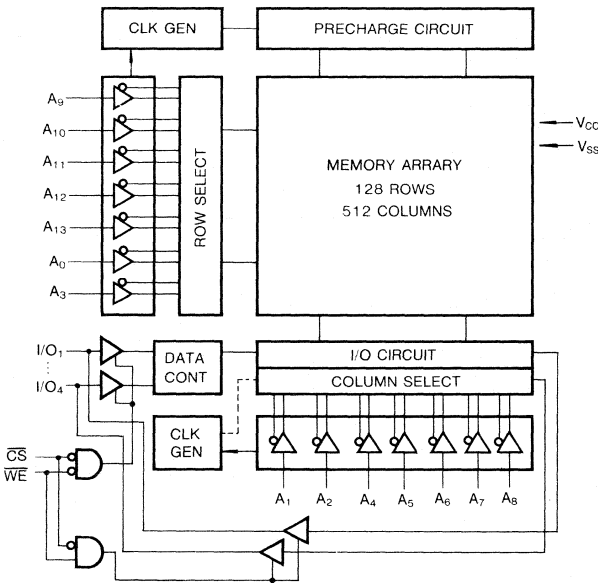 CLK GEN
PRECHARGE CIRCUIT
A9
A10
A11
A12
A13
A0
A3
ROW SELECT
MEMORY ARRARY
128 ROWS
512 COLUMNS
VCC
VSS
I/O1
I/O4
DATA
CONT
I/O CIRCUIT
COLUMN SELECT
CLK
GEN
CS
WE
A1
A2
A4
A5
A6
A7
A8